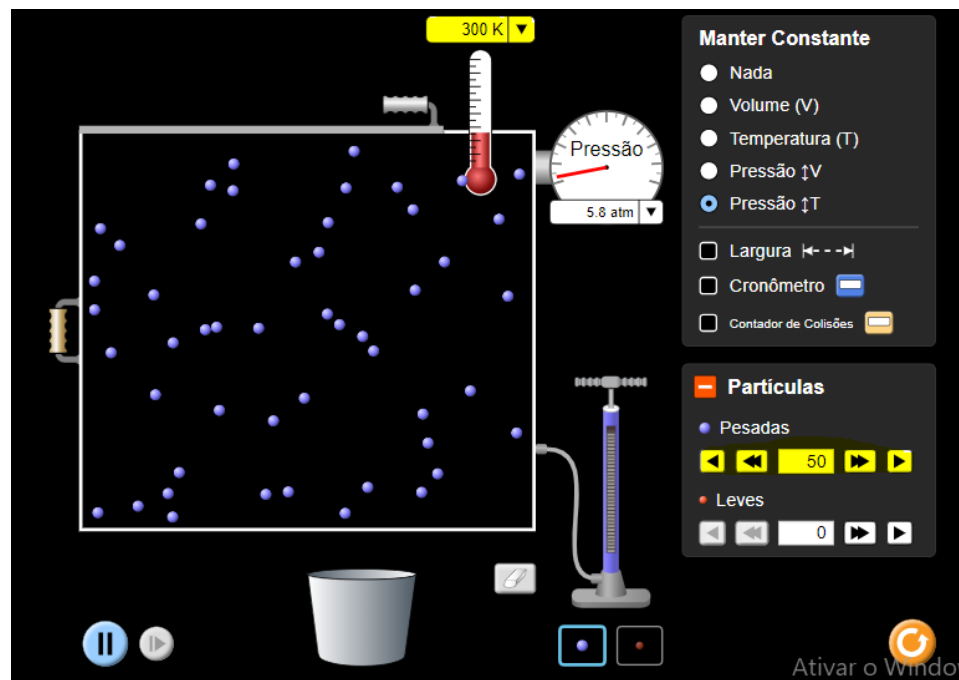 300 K
Pressão
5.8 atm
Manter Constante
Nada
Volume (V)
Temperatura (T)
Pressão ↕V
Pressão ↕T
Largura
Cronômetro
Contador de Colisões
Partículas
Pesadas
50
Leves
0
Ativar o Window